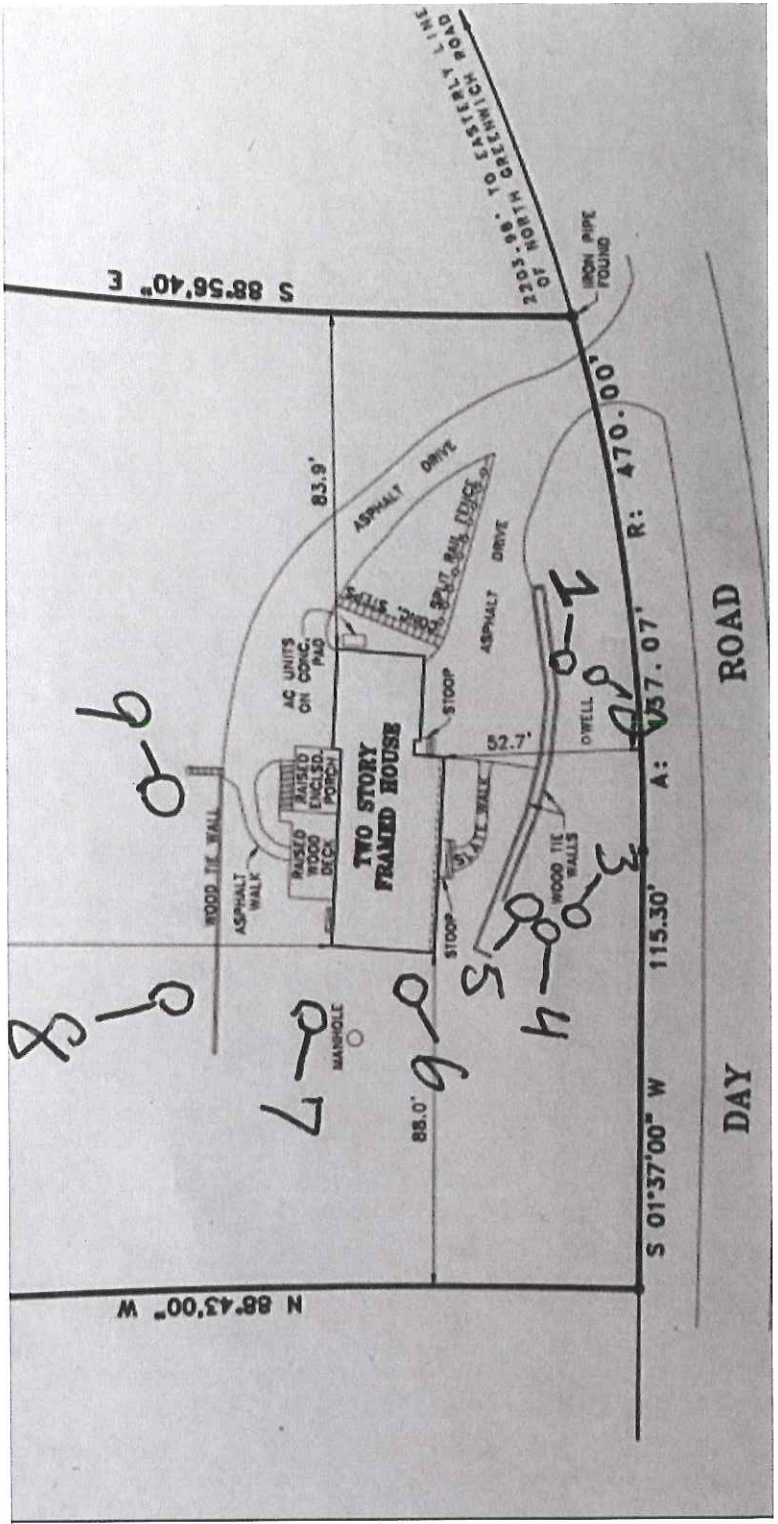 2203.98' TO EASTERLY LINE
OF NORTH GREENWICH ROAD
S 88°56'40" E
IRON PIPE
FOUND
83.9'
ASPHALT DRIVE
SPLIT RAIL FENCE
STEPS
ASPHALT DRIVE
AC UNITS
ON CONC.
PAD
9
WOOD TIE WALL
ASPHALT
WALK
RAISED
WOOD
DECK
RAISED
ENCLSD.
PORCH
TWO STORY
FRAMED HOUSE
STOOP
52.7'
SLATE WALK
STOOP
1
WELL
WOOD TIE
WALLS
3
4
5
6
7
8
MANHOLE
88.0'
N 88°43'00" W
S 01°37'00" W
115.30'
A: 157.07'
R: 470.00'
DAY ROAD